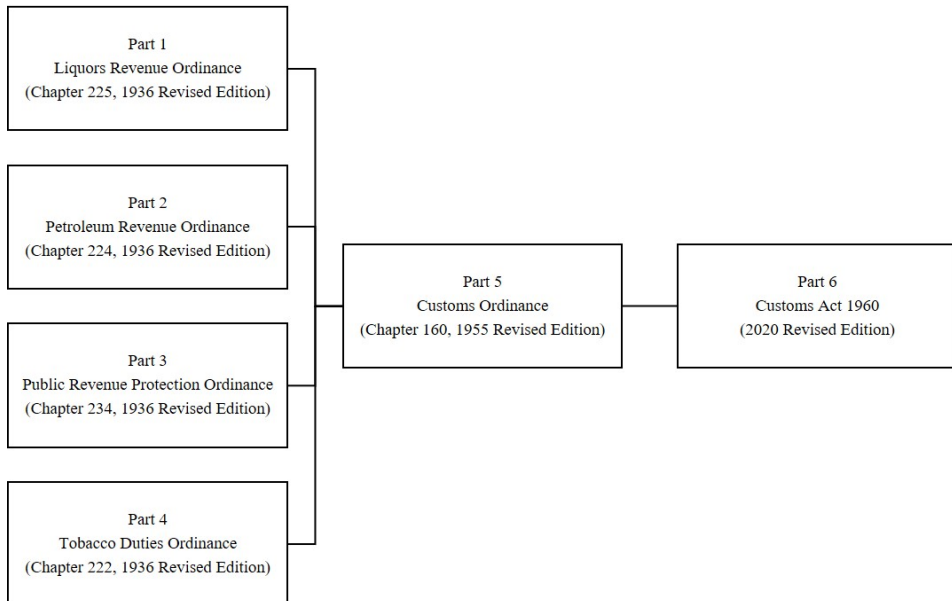 Part 1
Liquors Revenue Ordinance
(Chapter 225, 1936 Revised Edition)
Part 2
Petroleum Revenue Ordinance
(Chapter 224, 1936 Revised Edition)
Part 3
Public Revenue Protection Ordinance
(Chapter 234, 1936 Revised Edition)
Part 4
Tobacco Duties Ordinance
(Chapter 222, 1936 Revised Edition)
Part 5
Customs Ordinance
(Chapter 160, 1955 Revised Edition)
Part 6
Customs Act 1960
(2020 Revised Edition)